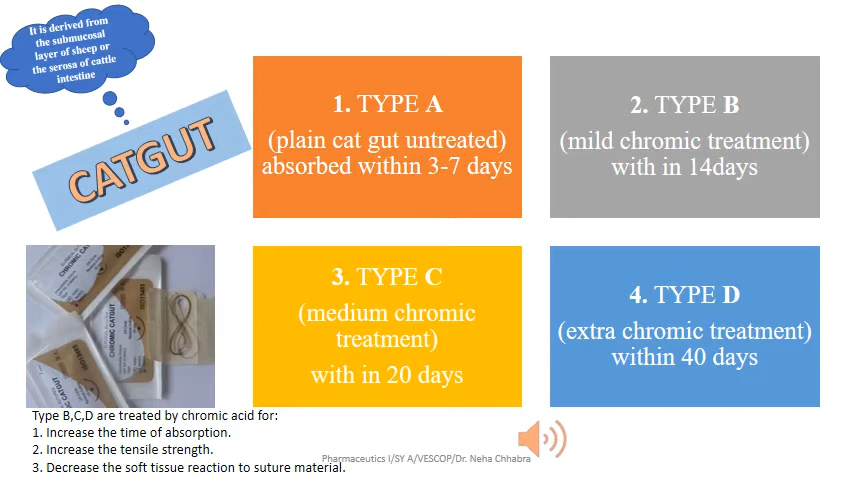 It is derived from
the submucosal
layer of sheep or
the serosa of cattle
intestine
CATGUT
1. TYPE A
(plain cat gut untreated)
absorbed within 3-7 days
2. TYPE B
(mild chromic treatment)
with in 14days
3. TYPE C
(medium chromic
treatment)
with in 20 days
4. TYPE D
(extra chromic treatment)
within 40 days
CHROMIC CATGUT
Type B,C,D are treated by chromic acid for:
1. Increase the time of absorption.
2. Increase the tensile strength.
3. Decrease the soft tissue reaction to suture material.
Pharmaceutics I/SY A/VESCOP/Dr. Neha Chhabra